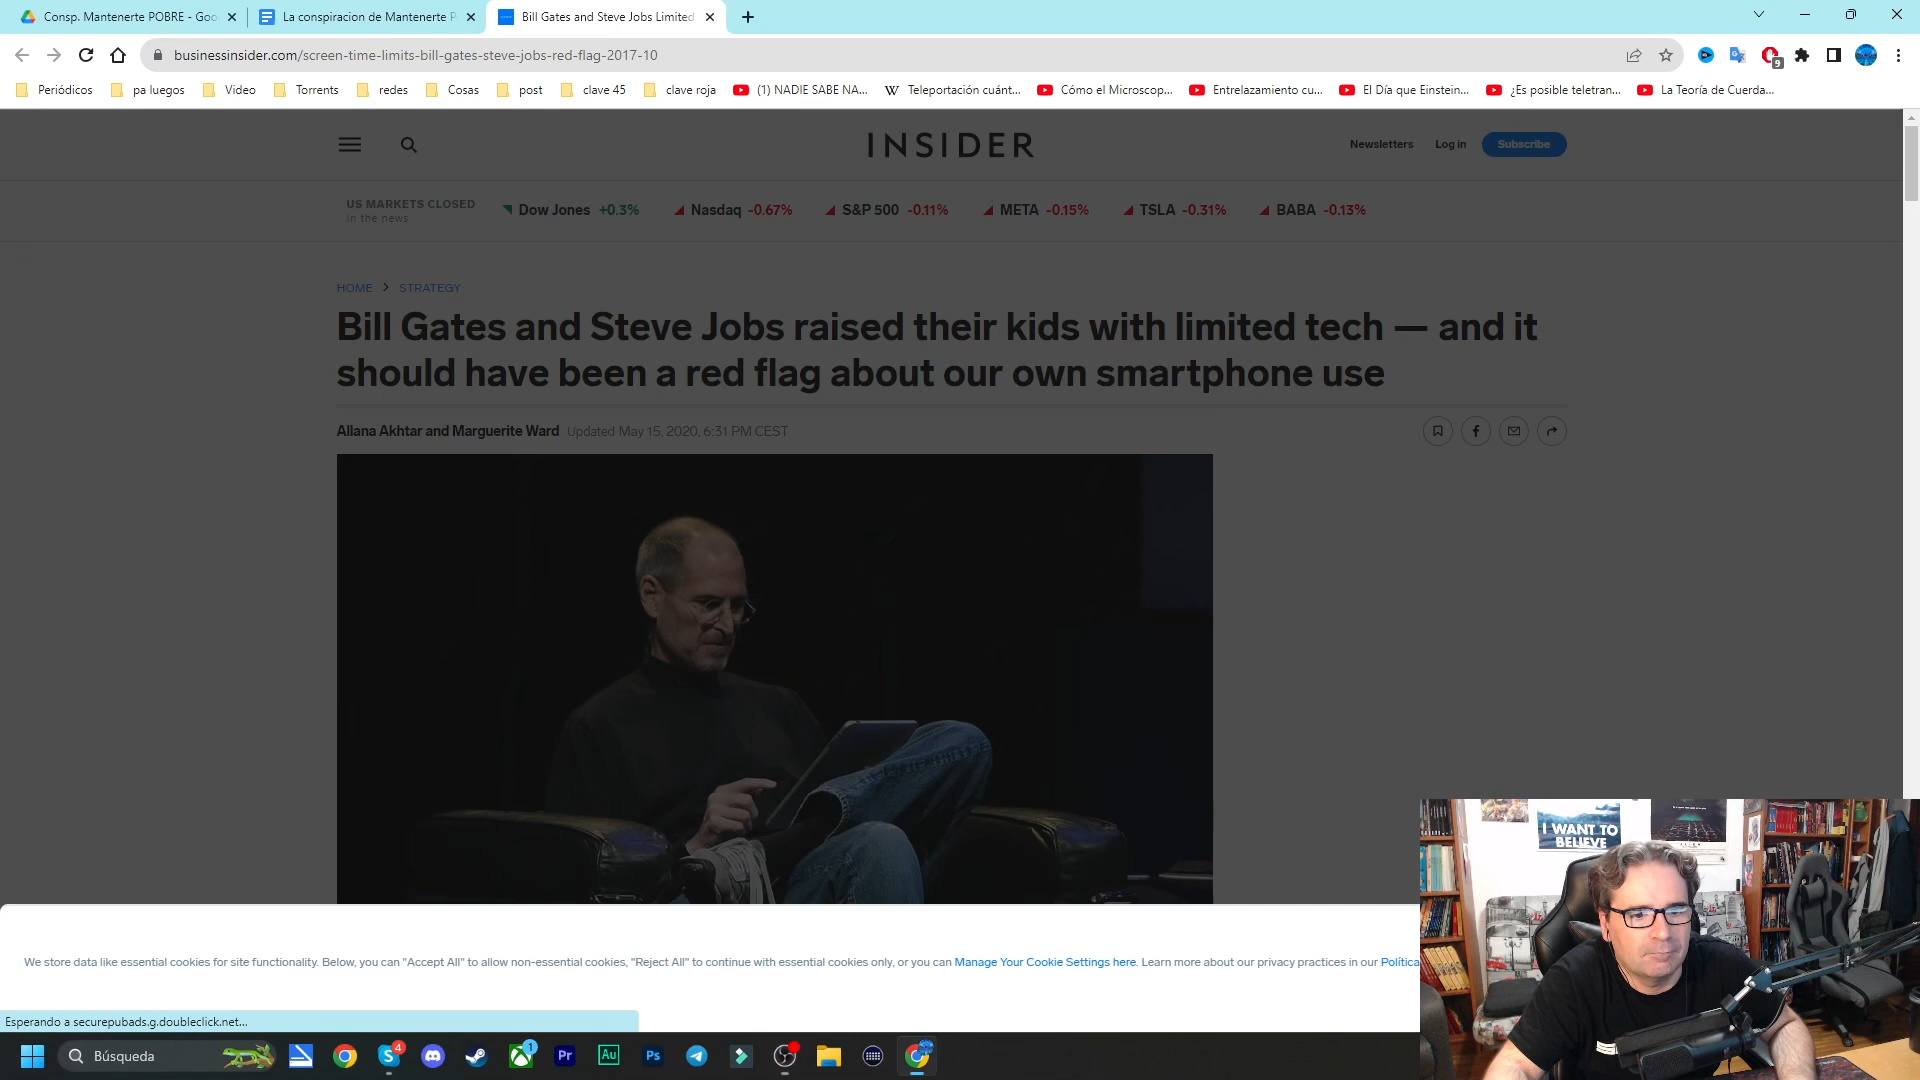 Consp. Mantenerte POBRE - Goo
La conspiracion de Mantenerte P
Bill Gates and Steve Jobs Limited
businessinsider.com/screen-time-limits-bill-gates-steve-jobs-red-flag-2017-10
9
Periódicos
pa luegos
Video
Torrents
redes
Cosas
post
clave 45
clave roja
(1) NADIE SABE NA...
W
Teleportación cuánt...
Cómo el Microscop...
Entrelazamiento cu...
El Día que Einstein...
¿Es posible teletran...
La Teoría de Cuerda...
INSIDER
Newsletters
Log in
Subscribe
US MARKETS CLOSED
In the news
Dow Jones +0.3%
Nasdaq -0.67%
S&P 500 -0.11%
META -0.15%
TSLA -0.31%
BABA -0.13%
HOME > STRATEGY
Bill Gates and Steve Jobs raised their kids with limited tech — and it
should have been a red flag about our own smartphone use
Allana Akhtar and Marguerite Ward Updated May 15, 2020, 6:31 PM CEST
I WANT TO
BELIEVE
We store data like essential cookies for site functionality. Below, you can "Accept All" to allow non-essential cookies, "Reject All" to continue with essential cookies only, or you can Manage Your Cookie Settings here. Learn more about our privacy practices in our Política
Esperando a securepubads.g.doubleclick.net...
Búsqueda
4
1
Pr
Au
Ps